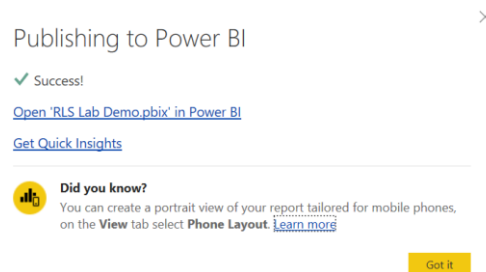 Publishing to Power BI
Success!
Open 'RLS Lab Demo.pbix' in Power BI
Get Quick Insights
Did you know?
You can create a portrait view of your report tailored for mobile phones,
on the View tab select Phone Layout. Learn more
Got it